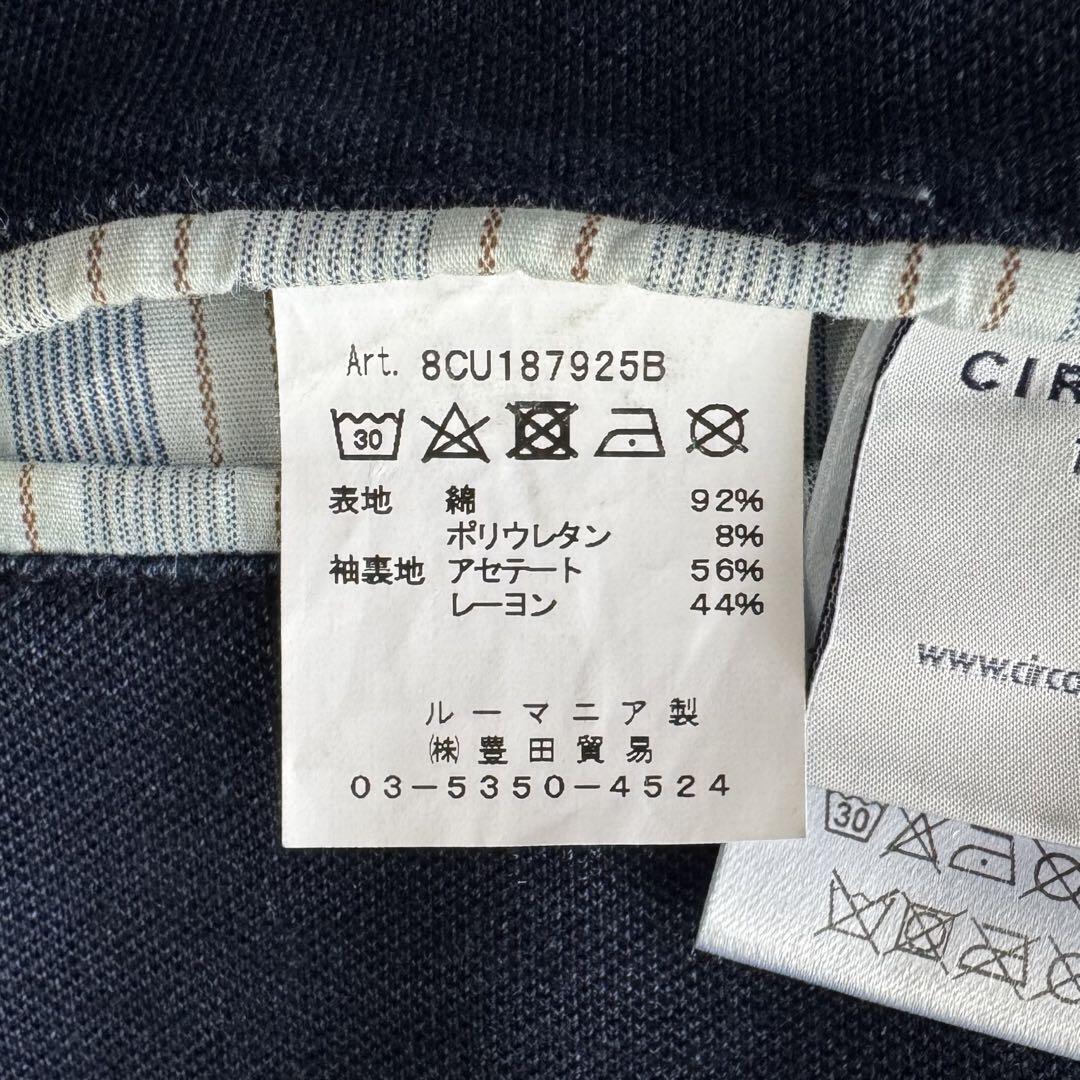 Art. 8CU187925B
30
表地 綿 92%
ポリウレタン 8%
袖裏地 アセテート 56%
レーヨン 44%
ルーマニア製
㈱豊田貿易
03-5350-4524
CIR
www.circo
30